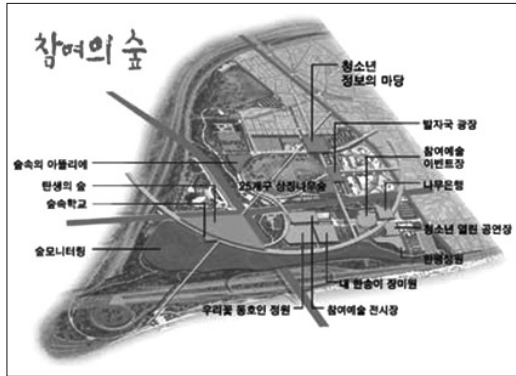 참여의 숲
청소년
정보의 마당
발자국 광장
참여예술
이벤트장
숲속의 아뜰리에
탄생의 숲
25개구 상징나무숲
나무은행
숲속학교
청소년 열린 공연장
숲모니터링
한평정원
내 한송이 장미원
우리꽃 동호인 정원
참여예술 전시장